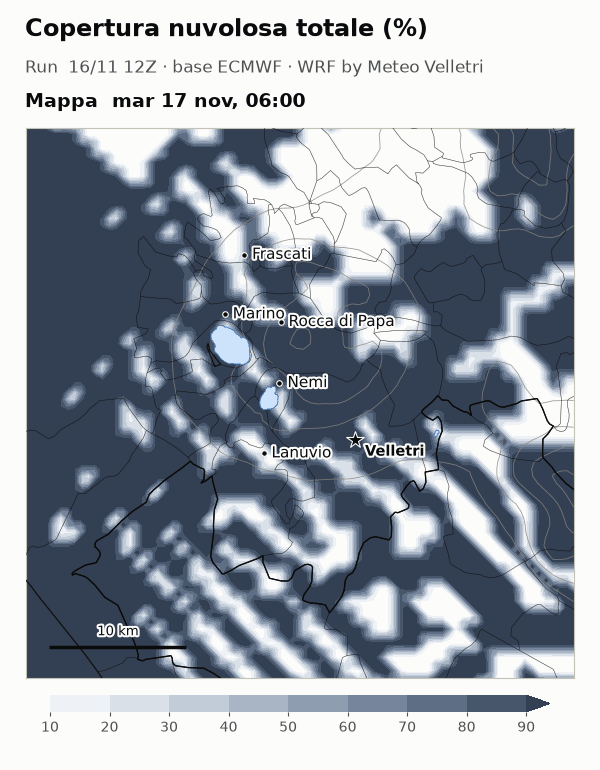 Copertura nuvolosa totale (%)
Run  16/11 12Z · base ECMWF · WRF by Meteo Velletri
Mappa  mar 17 nov, 06:00
Frascati
Marino
Rocca di Papa
Nemi
Velletri
Lanuvio
10 km
10 20 30 40 50 60 70 80 90